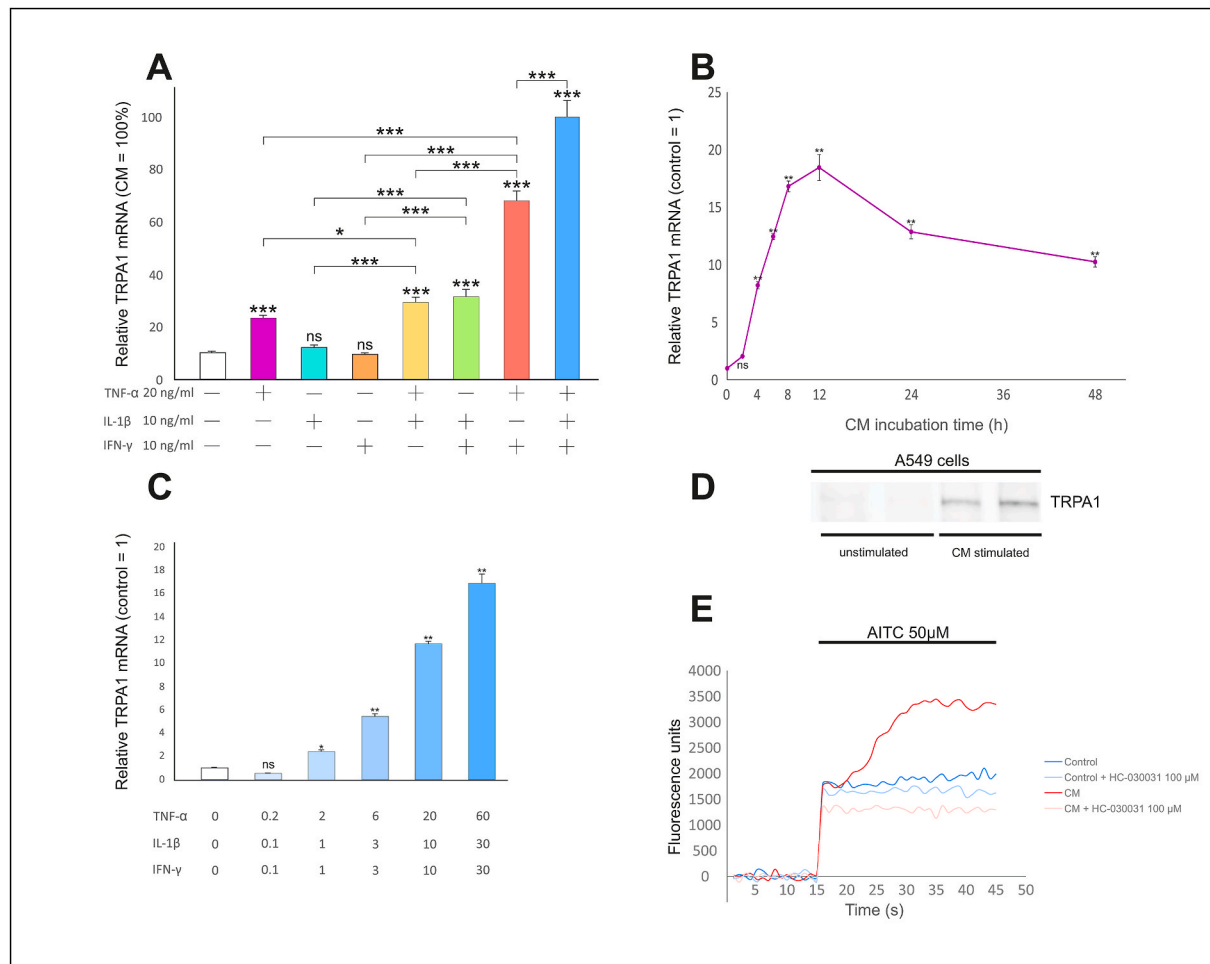 A
Relative TRPA1 mRNA (CM = 100%)
100
80
60
40
20
0
***
ns
ns
***
***
***
***
***
***
***
***
***
*
***
***
TNF-α 20 ng/ml — + — — + — + +
IL-1β 10 ng/ml — — + — + + — +
IFN-γ 10 ng/ml — — — + — + + +
B
Relative TRPA1 mRNA (control = 1)
25
20
15
10
5
0
ns
**
**
**
**
**
**
0 4 8 12 24 36 48
CM incubation time (h)
C
Relative TRPA1 mRNA (control = 1)
20
18
16
14
12
10
8
6
4
2
0
ns
*
**
**
**
TNF-α 0 0.2 2 6 20 60
IL-1β 0 0.1 1 3 10 30
IFN-γ 0 0.1 1 3 10 30
D
A549 cells
TRPA1
unstimulated CM stimulated
E
AITC 50µM
Fluorescence units
4000
3500
3000
2500
2000
1500
1000
500
0
5 10 15 20 25 30 35 40 45 50
Time (s)
Control
Control + HC-030031 100 µM
CM
CM + HC-030031 100 µM